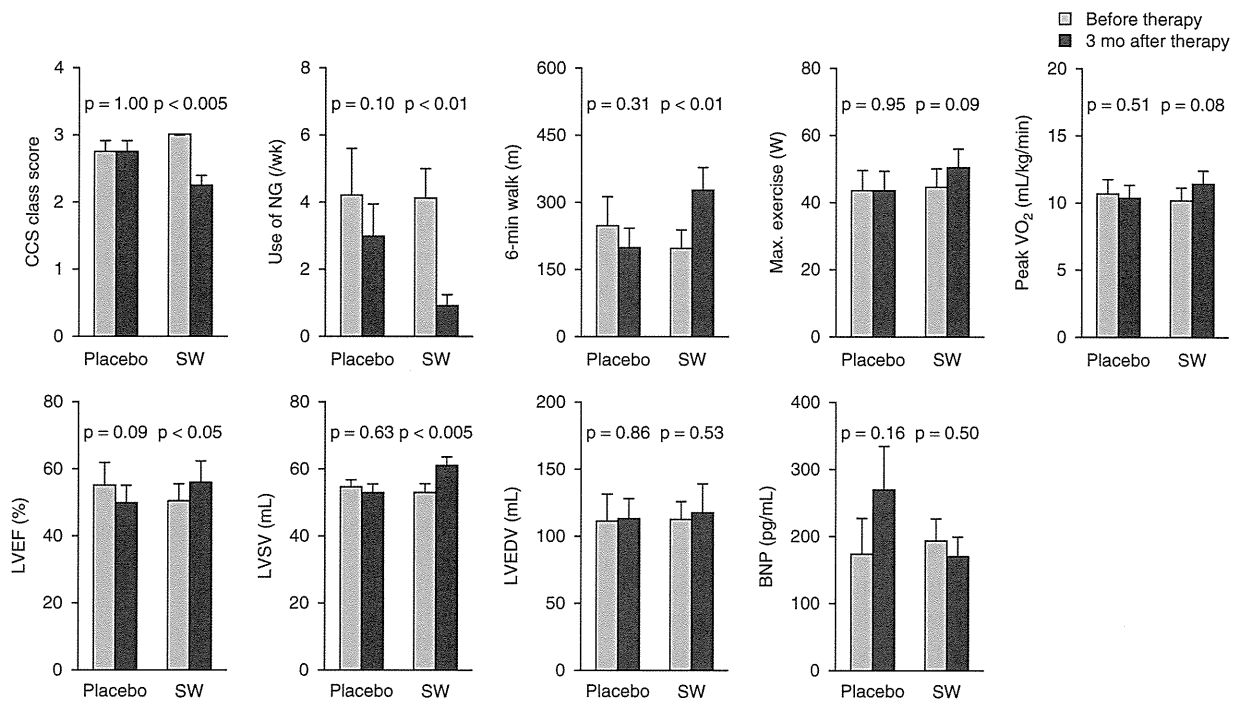 Before therapy
3 mo after therapy
CCS class score
4
3
2
1
0
p = 1.00 p < 0.005
Placebo SW
Use of NG (/wk)
8
6
4
2
0
p = 0.10 p < 0.01
Placebo SW
6-min walk (m)
600
450
300
150
0
p = 0.31 p < 0.01
Placebo SW
Max. exercise (W)
80
60
40
20
0
p = 0.95 p = 0.09
Placebo SW
Peak VO₂ (mL/kg/min)
20
15
10
5
0
p = 0.51 p = 0.08
Placebo SW
LVEF (%)
80
60
40
20
0
p = 0.09 p < 0.05
Placebo SW
LVSV (mL)
80
60
40
20
0
p = 0.63 p < 0.005
Placebo SW
LVEDV (mL)
200
150
100
50
0
p = 0.86 p = 0.53
Placebo SW
BNP (pg/mL)
400
300
200
100
0
p = 0.16 p = 0.50
Placebo SW